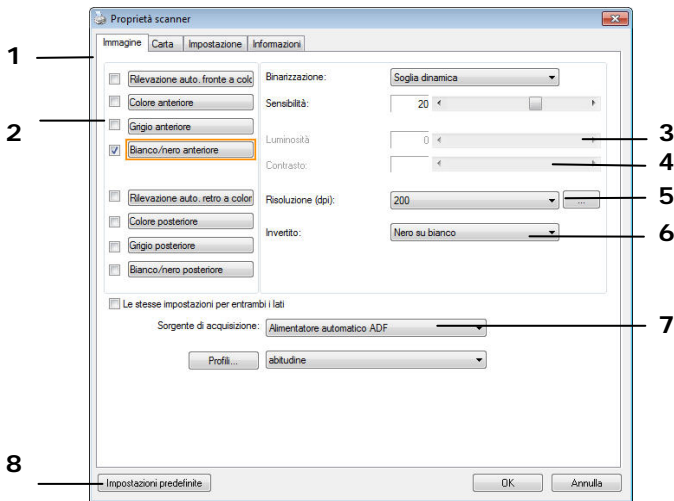 Proprietà scanner
Immagine Carta Impostazione Informazioni
1
Rilevazione auto. fronte a colo
Binarizzazione: Soglia dinamica
Colore anteriore
Sensibilità: 20
2
Grigio anteriore
Luminosità 0
3
Bianco/nero anteriore
Contrasto:
4
Rilevazione auto. retro a color
Risoluzione (dpi): 200 ...
5
Colore posteriore
Invertito: Nero su bianco
6
Grigio posteriore
Bianco/nero posteriore
Le stesse impostazioni per entrambi i lati
Sorgente di acquisizione: Alimentatore automatico ADF
7
Profili... abitudine
8
Impostazioni predefinite OK Annulla